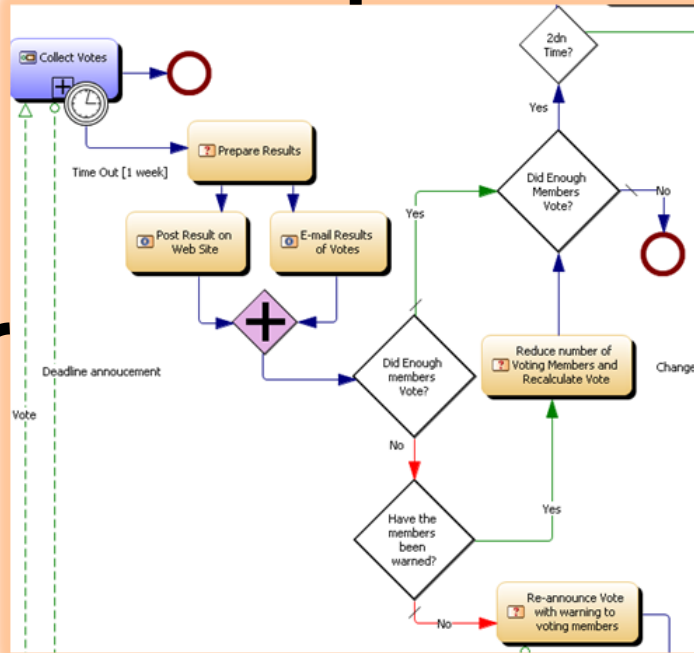 Collect Votes
2dn
Time?
Yes
Prepare Results
Time Out [1 week]
Did Enough
Members
Vote?
No
Yes
Post Result on
Web Site
E-mail Results
of Votes
Did Enough
members
Vote?
Reduce number of
Voting Members and
Recalculate Vote
Change
Deadline annoucement
Vote
No
Have the
members
been
warned?
Yes
Re-announce Vote
with warning to
voting members
No